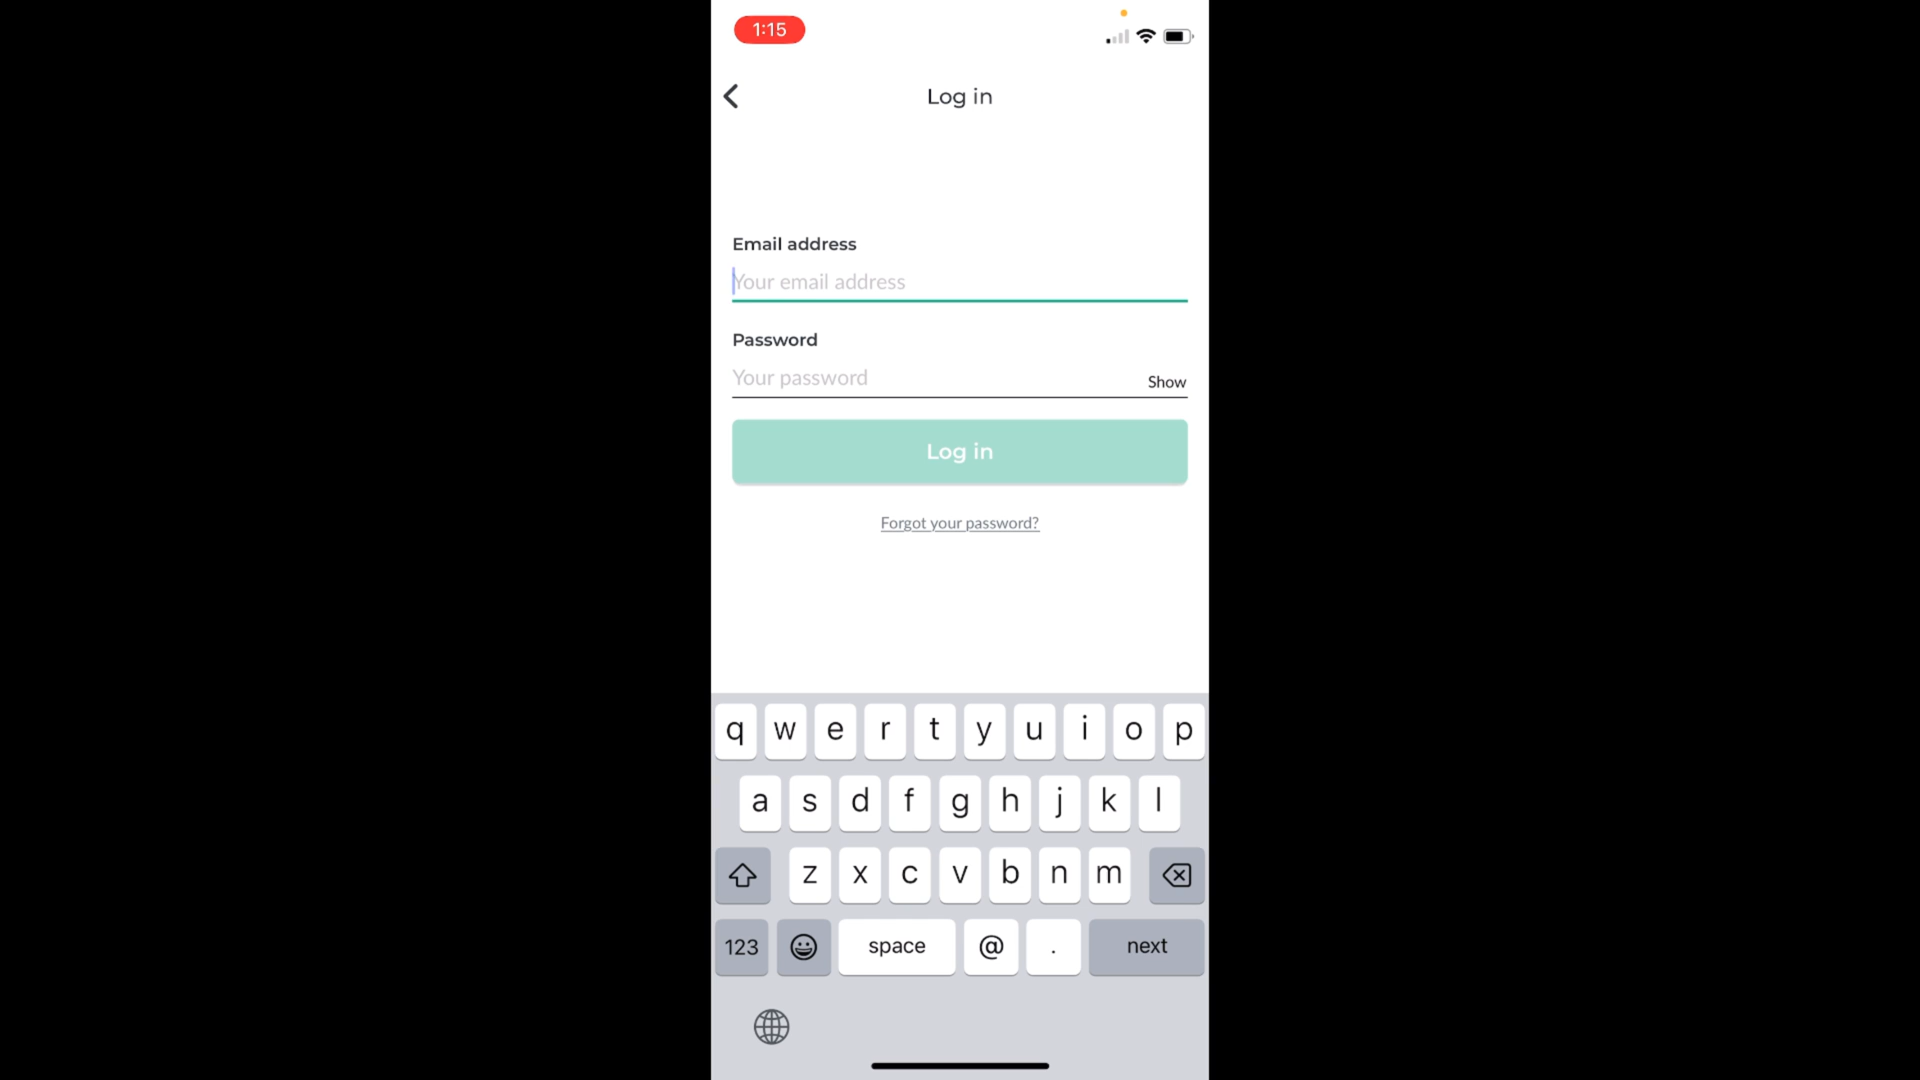 1:15
Log in
Email address
Your email address
Password
Your password
Show
Log in
Forgot your password?
q w e r t y u i o p
a s d f g h j k l
z x c v b n m
123 space @ . next